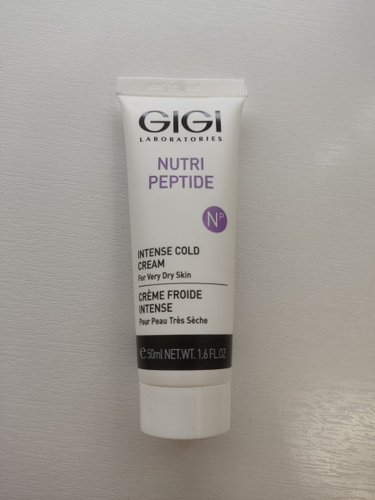 GIGI
LABORATORIES
NUTRI
PEPTIDE
NP
INTENSE COLD
CREAM
For Very Dry Skin
CRÈME FROIDE
INTENSE
Pour Peau Très Sèche
℮50ml NET.WT. 1.6 FL.OZ